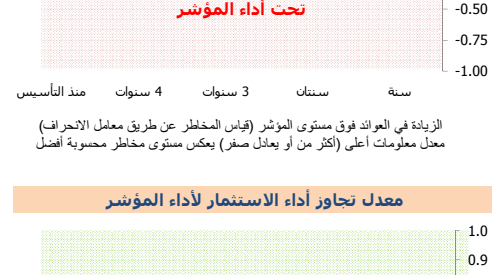 تحت أداء المؤشر
-0.50
-0.75
-1.00
سنة سنتان 3 سنوات 4 سنوات منذ التأسيس
الزيادة في العوائد فوق مستوى المؤشر (قياس المخاطر عن طريق معامل الانحراف)
معدل معلومات أعلى (أكثر من أو يعادل صفر) يعكس مستوى مخاطر محسوبة أفضل
معدل تجاوز أداء الاستثمار لأداء المؤشر
1.0
0.9